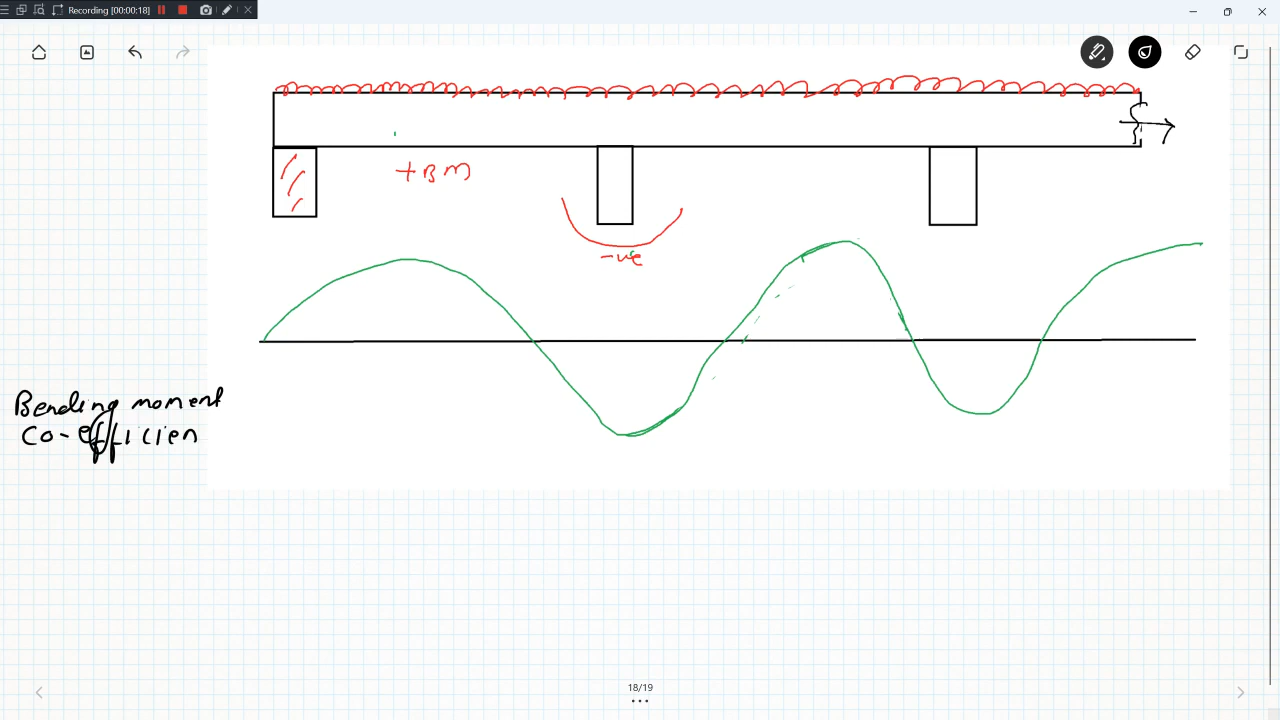 Recording [00:00:18]
+BM
-ve
Bending moment
Co-efficien
18/19